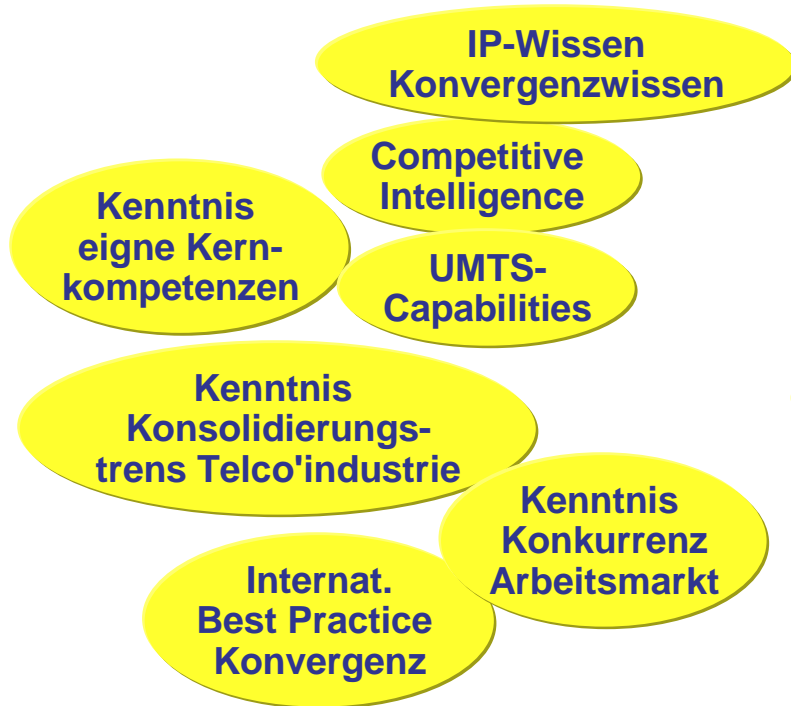 IP-Wissen
Konvergenzwissen
Competitive
Intelligence
Kenntnis
eigne Kern-
kompetenzen
UMTS-
Capabilities
Kenntnis
Konsolidierungs-
trens Telco'industrie
Kenntnis
Konkurrenz
Arbeitsmarkt
Internat.
Best Practice
Konvergenz